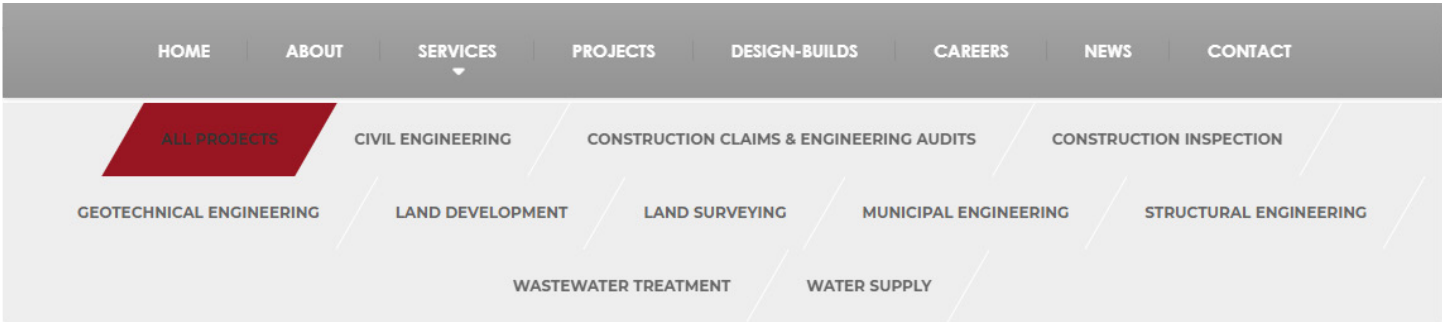 HOME ABOUT SERVICES PROJECTS DESIGN-BUILDS CAREERS NEWS CONTACT
ALL PROJECTS CIVIL ENGINEERING CONSTRUCTION CLAIMS & ENGINEERING AUDITS CONSTRUCTION INSPECTION
GEOTECHNICAL ENGINEERING LAND DEVELOPMENT LAND SURVEYING MUNICIPAL ENGINEERING STRUCTURAL ENGINEERING
WASTEWATER TREATMENT WATER SUPPLY